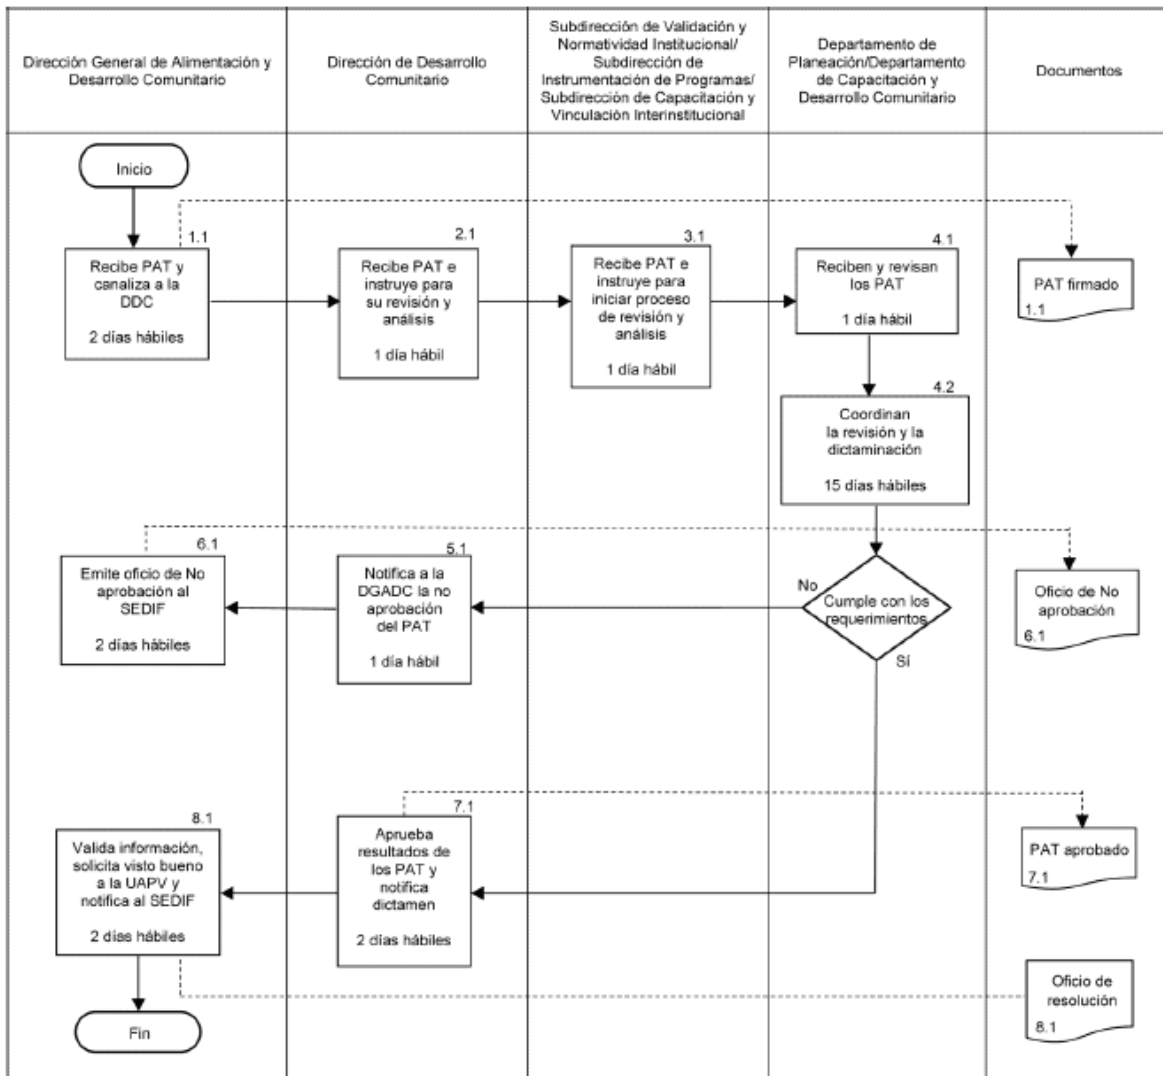 Dirección General de Alimentación y
Desarrollo Comunitario
Dirección de Desarrollo
Comunitario
Subdirección de Validación y
Normatividad Institucional/
Subdirección de
Instrumentación de Programas/
Subdirección de Capacitación y
Vinculación Interinstitucional
Departamento de
Planeación/Departamento
de Capacitación y
Desarrollo Comunitario
Documentos
Inicio
1.1
Recibe PAT y
canaliza a la
DDC
2 días hábiles
2.1
Recibe PAT e
instruye para
su revisión y
análisis
1 día hábil
3.1
Recibe PAT e
instruye para
iniciar proceso
de revisión y
análisis
1 día hábil
4.1
Reciben y revisan
los PAT
1 día hábil
PAT firmado
1.1
4.2
Coordinan
la revisión y la
dictaminación
15 días hábiles
6.1
Emite oficio de No
aprobación al
SEDIF
2 días hábiles
5.1
Notifica a la
DGADC la no
aprobación
del PAT
1 día hábil
No
Cumple con los
requerimientos
Sí
Oficio de No
aprobación
6.1
8.1
Valida información,
solicita visto bueno
a la UAPV y
notifica al SEDIF
2 días hábiles
7.1
Aprueba
resultados de
los PAT y
notifica
dictamen
2 días hábiles
PAT aprobado
7.1
Oficio de
resolución
8.1
Fin